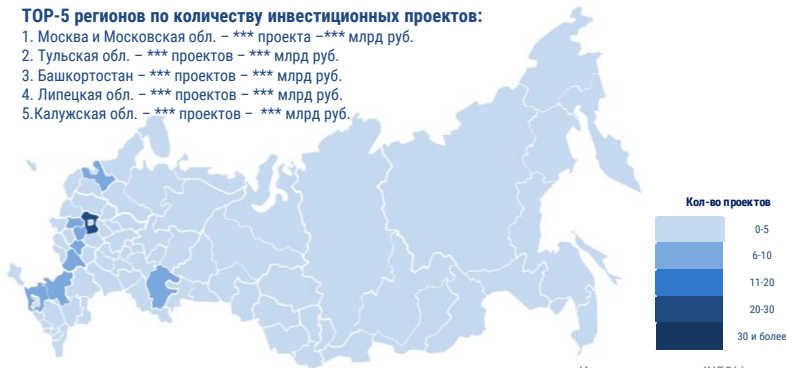 TOP-5 регионов по количеству инвестиционных проектов:
1. Москва и Московская обл. – *** проекта –*** млрд руб.
2. Тульская обл. – *** проектов – *** млрд руб.
3. Башкортостан – *** проектов – *** млрд руб.
4. Липецкая обл. – *** проектов – *** млрд руб.
5.Калужская обл. – *** проектов – *** млрд руб.
Кол-во проектов
0-5
6-10
11-20
20-30
30 и более